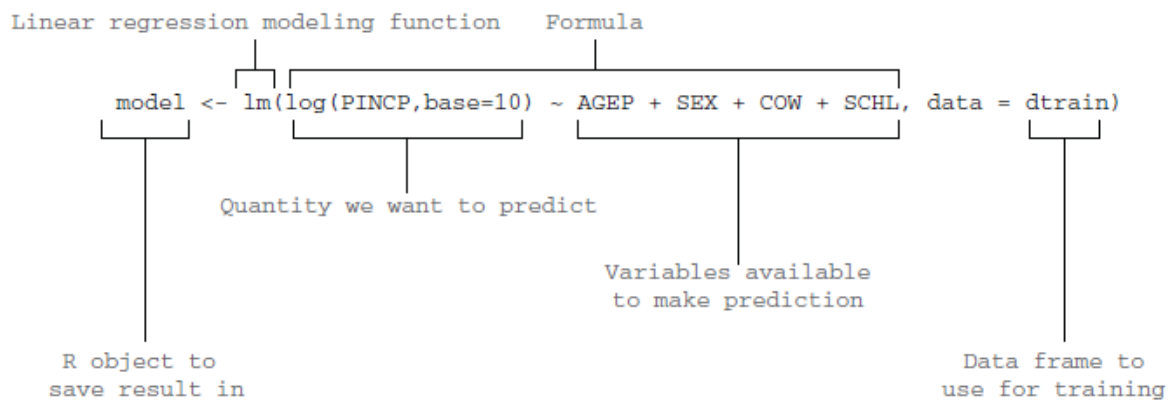 Linear regression modeling function Formula
model <- lm(log(PINCP,base=10) ~ AGEP + SEX + COW + SCHL, data = dtrain)
Quantity we want to predict
Variables available
to make prediction
R object to
save result in
Data frame to
use for training